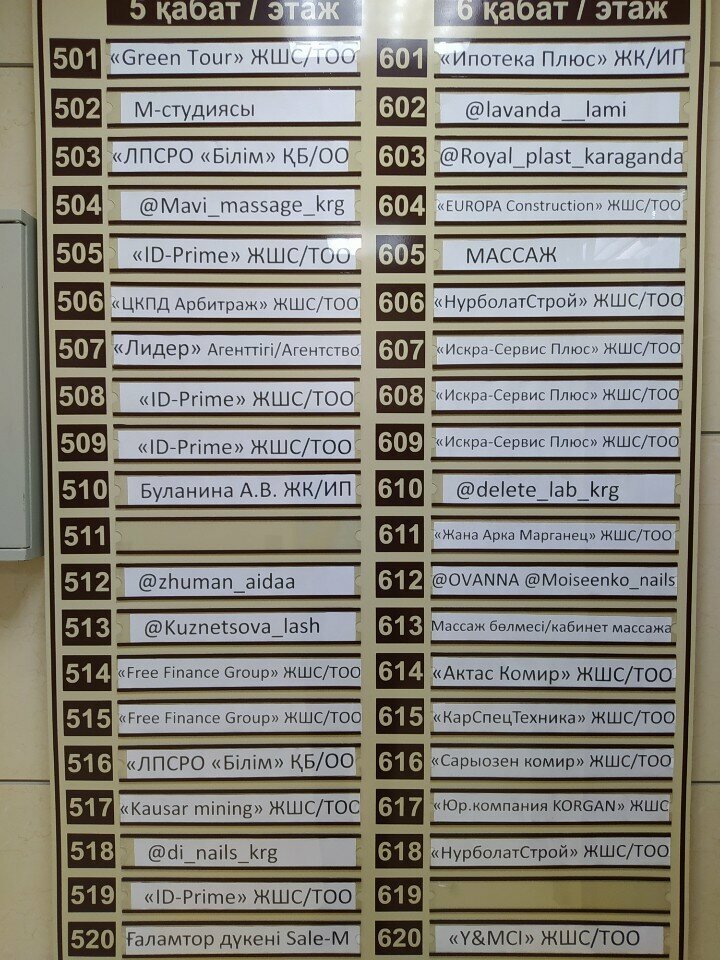 5 қабат / этаж
501 «Green Tour» ЖШС/ТОО
502 М-студиясы
503 «ЛПСРО «Білім» ҚБ/ОО
504 @Mavi_massage_krg
505 «ID-Prime» ЖШС/ТОО
506 «ЦКПД Арбитраж» ЖШС/ТОО
507 «Лидер» Агенттігі/Агентство
508 «ID-Prime» ЖШС/ТОО
509 «ID-Prime» ЖШС/ТОО
510 Буланина А.В. ЖК/ИП
511
512 @zhuman_aidaa
513 @Kuznetsova_lash
514 «Free Finance Group» ЖШС/ТОО
515 «Free Finance Group» ЖШС/ТОО
516 «ЛПСРО «Білім» ҚБ/ОО
517 «Kausar mining» ЖШС/ТОО
518 @di_nails_krg
519 «ID-Prime» ЖШС/ТОО
520 Ғаламтор дүкені Sale-M
6 қабат / этаж
601 «Ипотека Плюс» ЖК/ИП
602 @lavanda__lami
603 @Royal_plast_karaganda
604 «EUROPA Construction» ЖШС/ТОО
605 МАССАЖ
606 «НурболатСтрой» ЖШС/ТОО
607 «Искра-Сервис Плюс» ЖШС/ТОО
608 «Искра-Сервис Плюс» ЖШС/ТОО
609 «Искра-Сервис Плюс» ЖШС/ТОО
610 @delete_lab_krg
611 «Жана Арка Марганец» ЖШС/ТОО
612 @OVANNA @Moiseenko_nails
613 Массаж бөлмесі/кабинет массажа
614 «Актас Комир» ЖШС/ТОО
615 «КарСпецТехника» ЖШС/ТОО
616 «Сарыозен комир» ЖШС/ТОО
617 «Юр.компания KORGAN» ЖШС
618 «НурболатСтрой» ЖШС/ТОО
619
620 «Y&MCI» ЖШС/ТОО